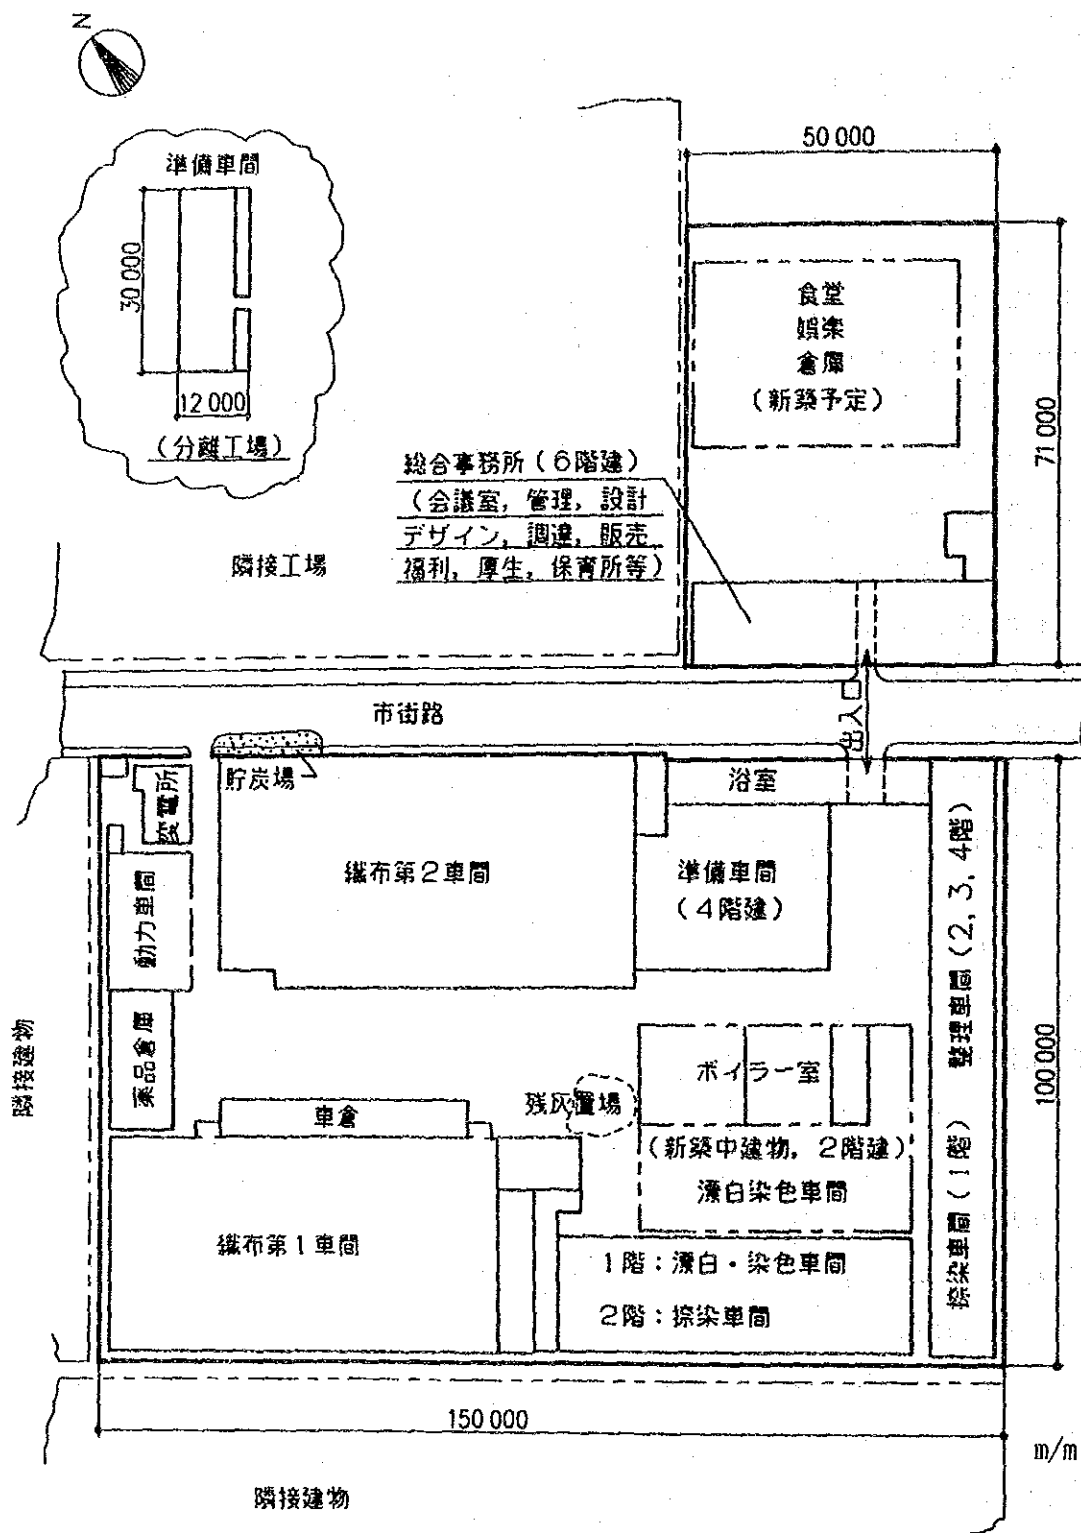 N
準備車間
30 000
12 000
(分離工場)
50 000
食堂
娯楽
倉庫
(新築予定)
71 000
総合事務所(6階建)
(会議室, 管理, 設計
デザイン, 調達, 販売
福利, 厚生, 保育所等)
隣接工場
市街路
出入口
貯炭場
変電所
浴室
織布第2車間
準備車間
(4階建)
動力車間
薬品倉庫
隣接建物
車倉
残灰置場
ボイラー室
(新築中建物, 2階建)
漂白染色車間
織布第1車間
1階:漂白・染色車間
2階:捺染車間
捺染車間(1階) 整理車間(2, 3, 4階)
100 000
150 000
m/m
隣接建物